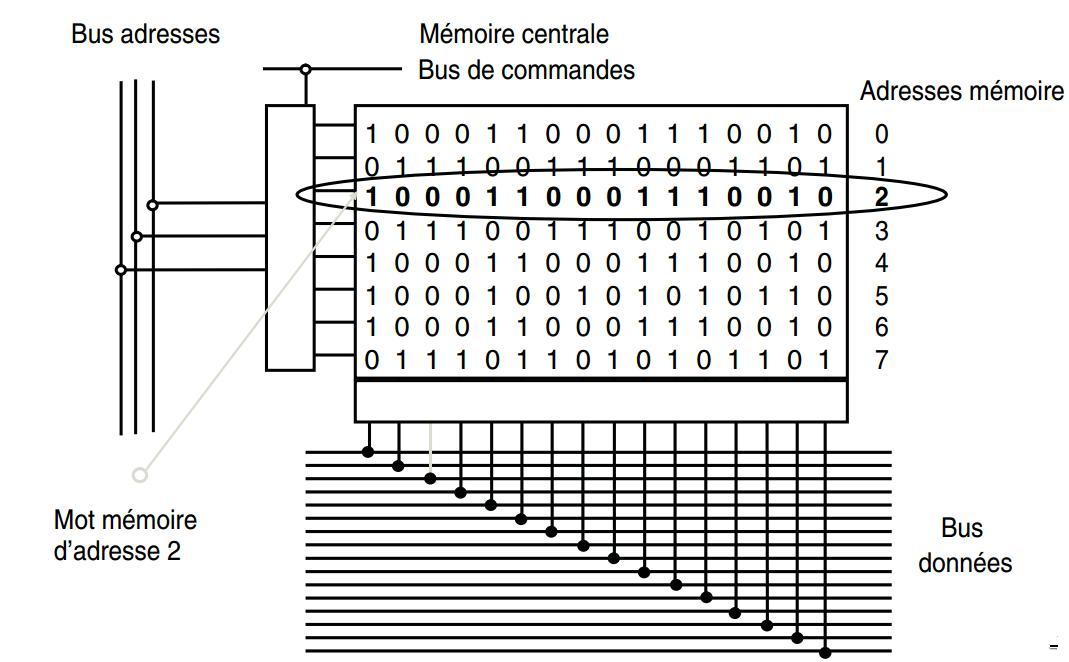 Bus adresses
Mémoire centrale
Bus de commandes
Adresses mémoire
1 0 0 0 1 1 0 0 0 1 1 1 0 0 1 0 0
0 1 1 1 0 0 1 1 1 0 0 0 1 1 0 1 1
1 0 0 0 1 1 0 0 0 1 1 1 0 0 1 0 2
0 1 1 1 0 0 1 1 1 0 0 1 0 1 0 1 3
1 0 0 0 1 1 0 0 0 1 1 1 0 0 1 0 4
1 0 0 0 1 0 0 1 0 1 0 1 0 1 1 0 5
1 0 0 0 1 1 0 0 0 1 1 1 0 0 1 0 6
0 1 1 1 0 1 1 0 1 0 1 0 1 1 0 1 7
Mot mémoire
d'adresse 2
Bus
données